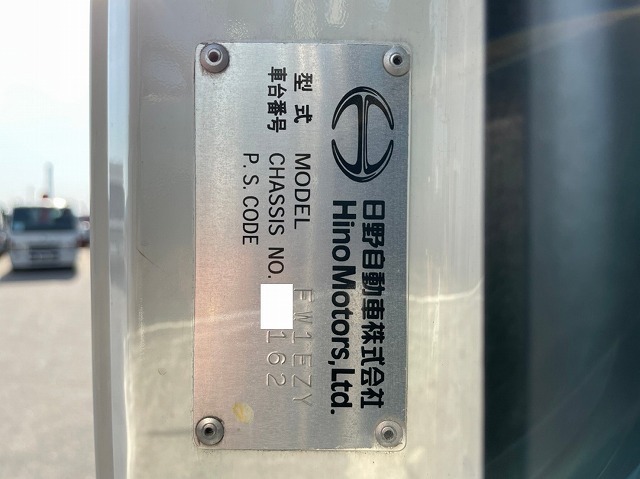 日野自動車株式会社
Hino Motors, Ltd.
型式 MODEL FW1EZY
車台番号 CHASSIS NO. 162
P. S. CODE